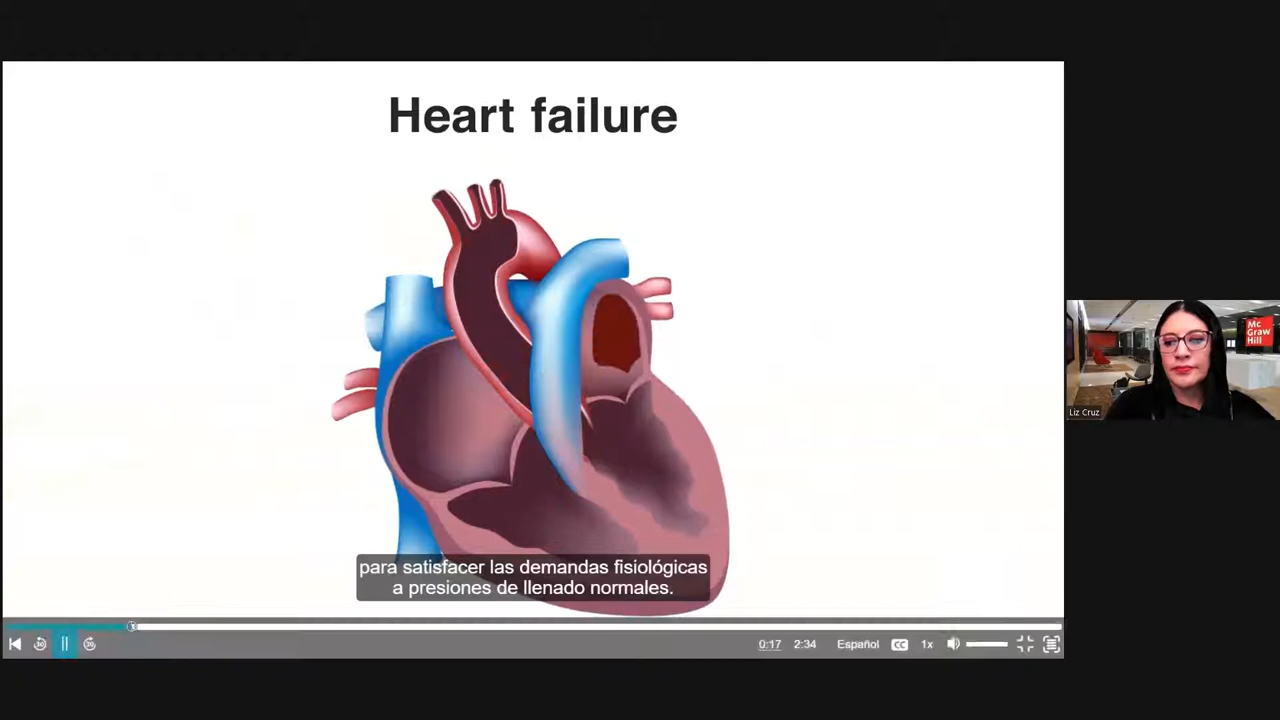 Heart failure
para satisfacer las demandas fisiológicas
a presiones de llenado normales.
0:17
2:34
Español
CC
1x
Mc
Graw
Hill
Liz Cruz